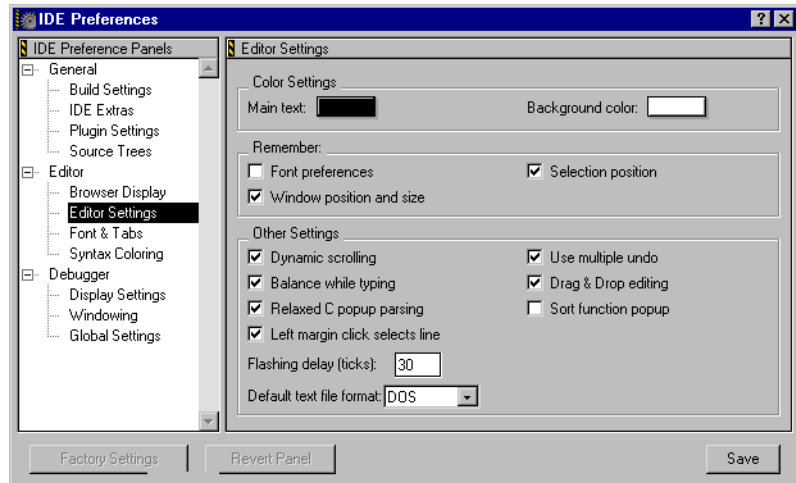 IDE Preferences
IDE Preference Panels
General
Build Settings
IDE Extras
Plugin Settings
Source Trees
Editor
Browser Display
Editor Settings
Font & Tabs
Syntax Coloring
Debugger
Display Settings
Windowing
Global Settings
Editor Settings
Color Settings
Main text: Background color:
Remember:
Font preferences Selection position
Window position and size
Other Settings
Dynamic scrolling Use multiple undo
Balance while typing Drag & Drop editing
Relaxed C popup parsing Sort function popup
Left margin click selects line
Flashing delay (ticks): 30
Default text file format: DOS
Factory Settings Revert Panel Save